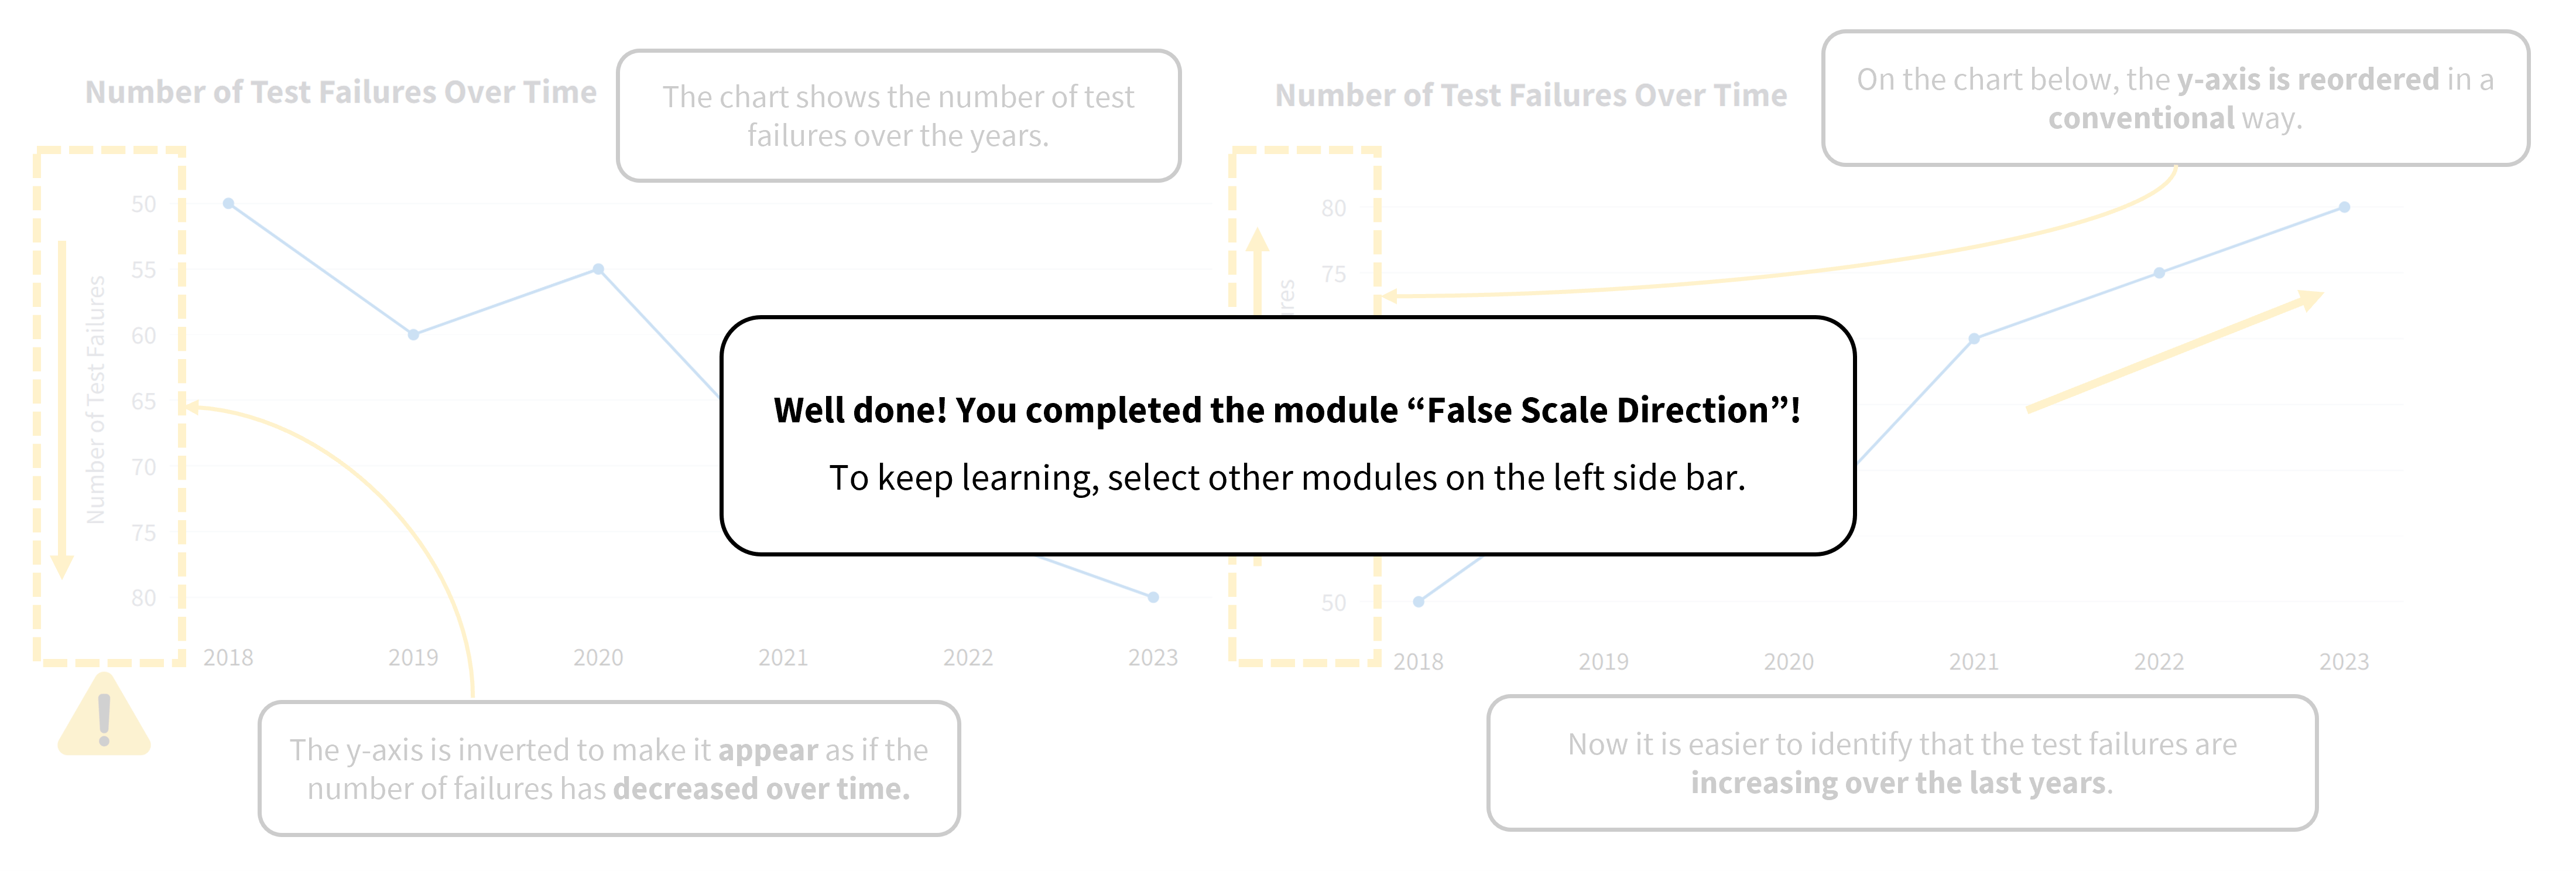 Number of Test Failures Over Time
The chart shows the number of test
failures over the years.
50
55
60
65
70
75
80
Number of Test Failures
2018
2019
2020
2021
2022
2023
The y-axis is inverted to make it appear as if the
number of failures has decreased over time.
Number of Test Failures Over Time
On the chart below, the y-axis is reordered in a
conventional way.
80
75
50
2018
2019
2020
2021
2022
2023
Now it is easier to identify that the test failures are
increasing over the last years.
Well done! You completed the module “False Scale Direction”!
To keep learning, select other modules on the left side bar.